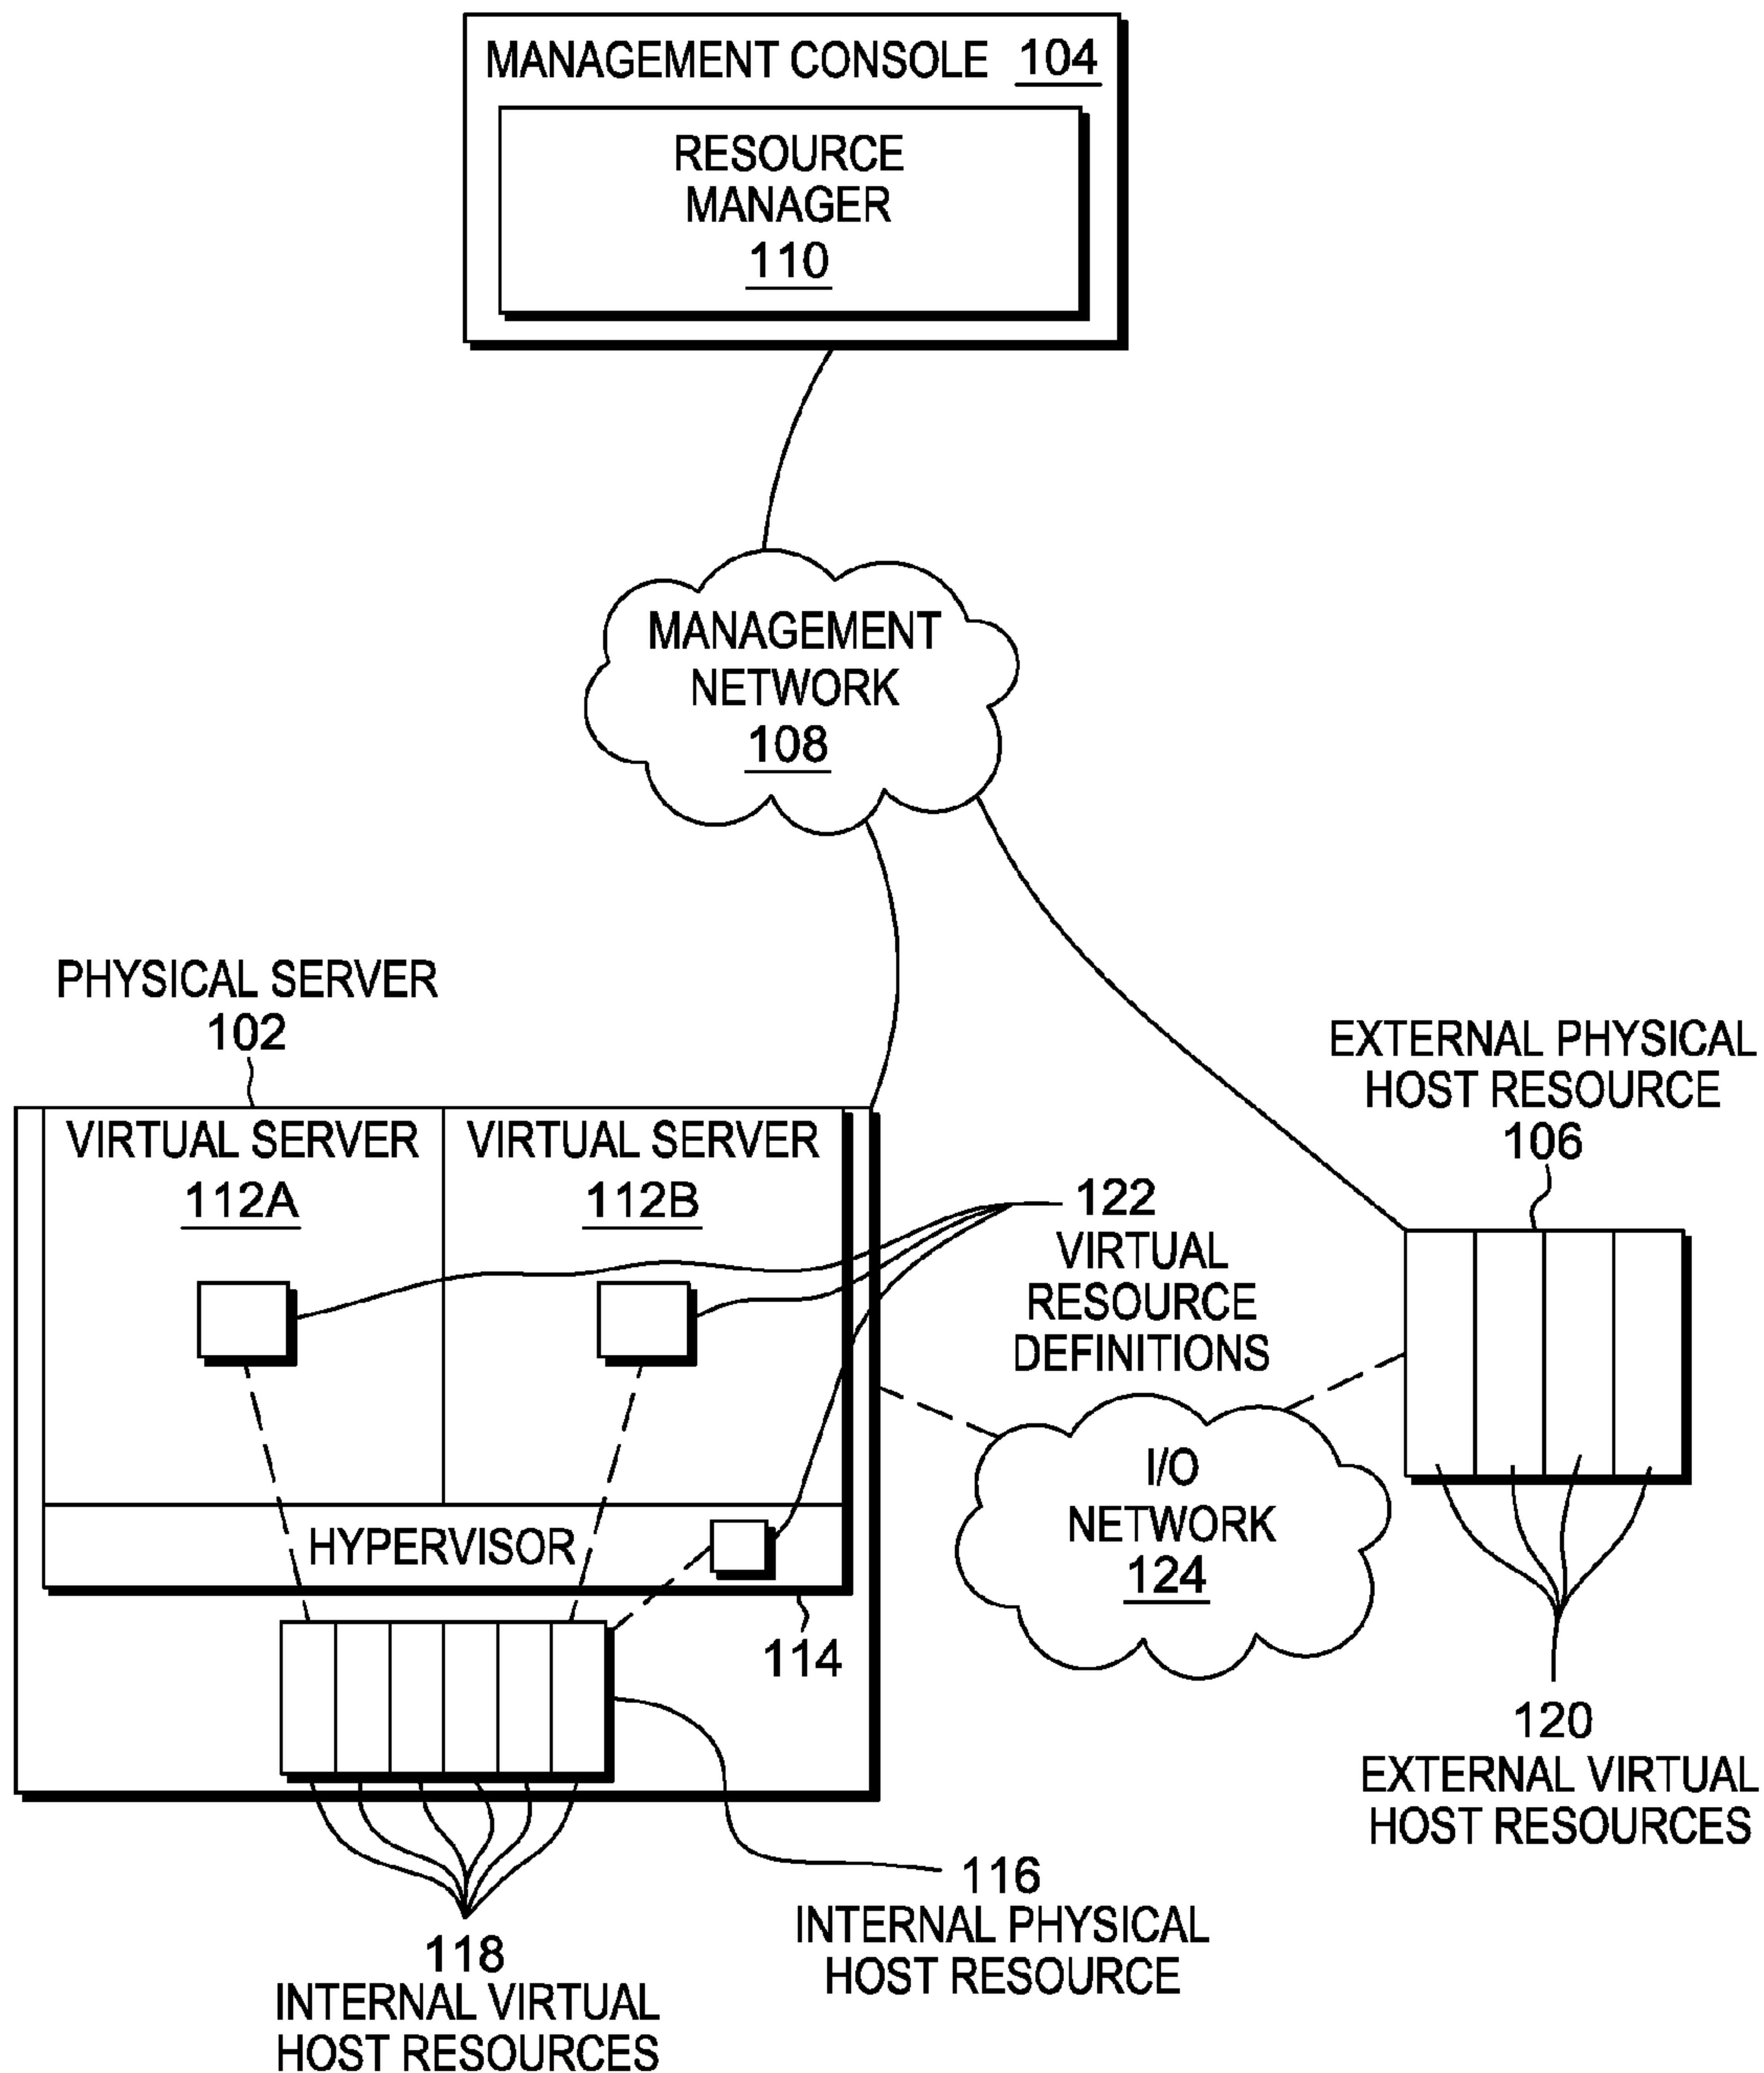 MANAGEMENT CONSOLE 104
RESOURCE
MANAGER
110
MANAGEMENT
NETWORK
108
PHYSICAL SERVER
102
EXTERNAL PHYSICAL
HOST RESOURCE
106
VIRTUAL SERVER
112A
VIRTUAL SERVER
112B
122
VIRTUAL
RESOURCE
DEFINITIONS
I/O
NETWORK
124
HYPERVISOR
114
120
EXTERNAL VIRTUAL
HOST RESOURCES
116
INTERNAL PHYSICAL
HOST RESOURCE
118
INTERNAL VIRTUAL
HOST RESOURCES